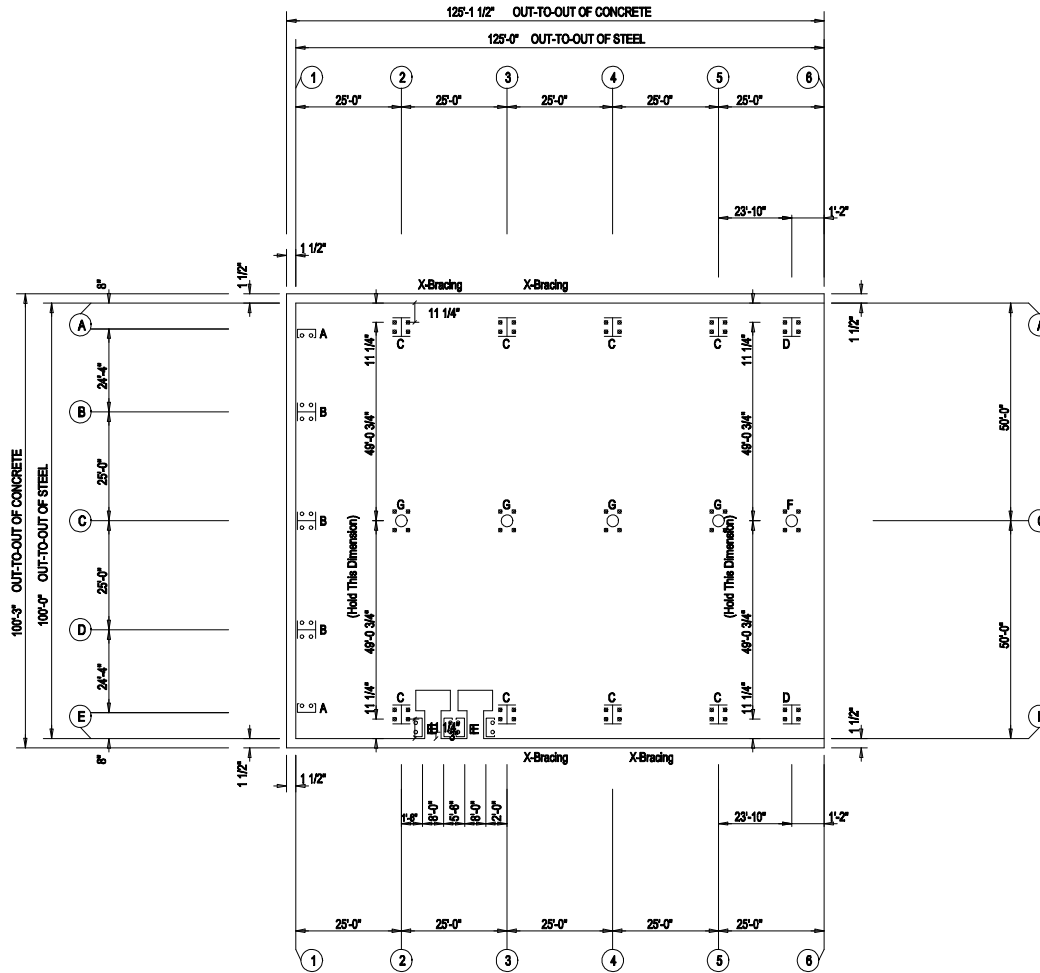 125'-1 1/2" OUT-TO-OUT OF CONCRETE
125'-0" OUT-TO-OUT OF STEEL
1 2 3 4 5 6
25'-0" 25'-0" 25'-0" 25'-0" 25'-0"
23'-10" 1'-2"
1 1/2"
8" 1 1/2" X-Bracing X-Bracing 1 1/2"
11 1/4"
A A C C C C D A
11 1/4" 11 1/4"
24'-4"
B B
49'-0 3/4" 49'-0 3/4" 50'-0"
25'-0"
100'-3" OUT-TO-OUT OF CONCRETE
100'-0" OUT-TO-OUT OF STEEL
G G G G F
C B C
(Hold This Dimension) (Hold This Dimension)
25'-0"
49'-0 3/4" 49'-0 3/4" 50'-0"
D B
24'-4"
11 1/4" 11 1/4"
E A C C C C D
8" 1 1/2" 1 1/2"
X-Bracing X-Bracing
1 1/2"
8'-0" 5'-6" 8'-0" 2'-0"
23'-10" 1'-2"
25'-0" 25'-0" 25'-0" 25'-0" 25'-0"
1 2 3 4 5 6